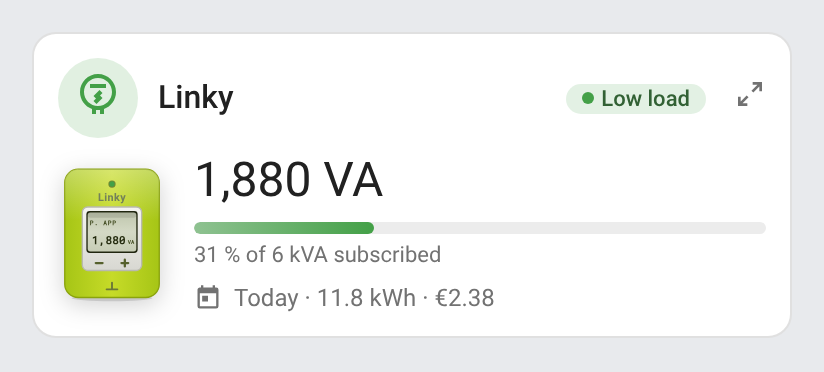 Linky
Low load
1,880 VA
Linky
P. APP
1,880 VA
31 % of 6 kVA subscribed
Today · 11.8 kWh · €2.38